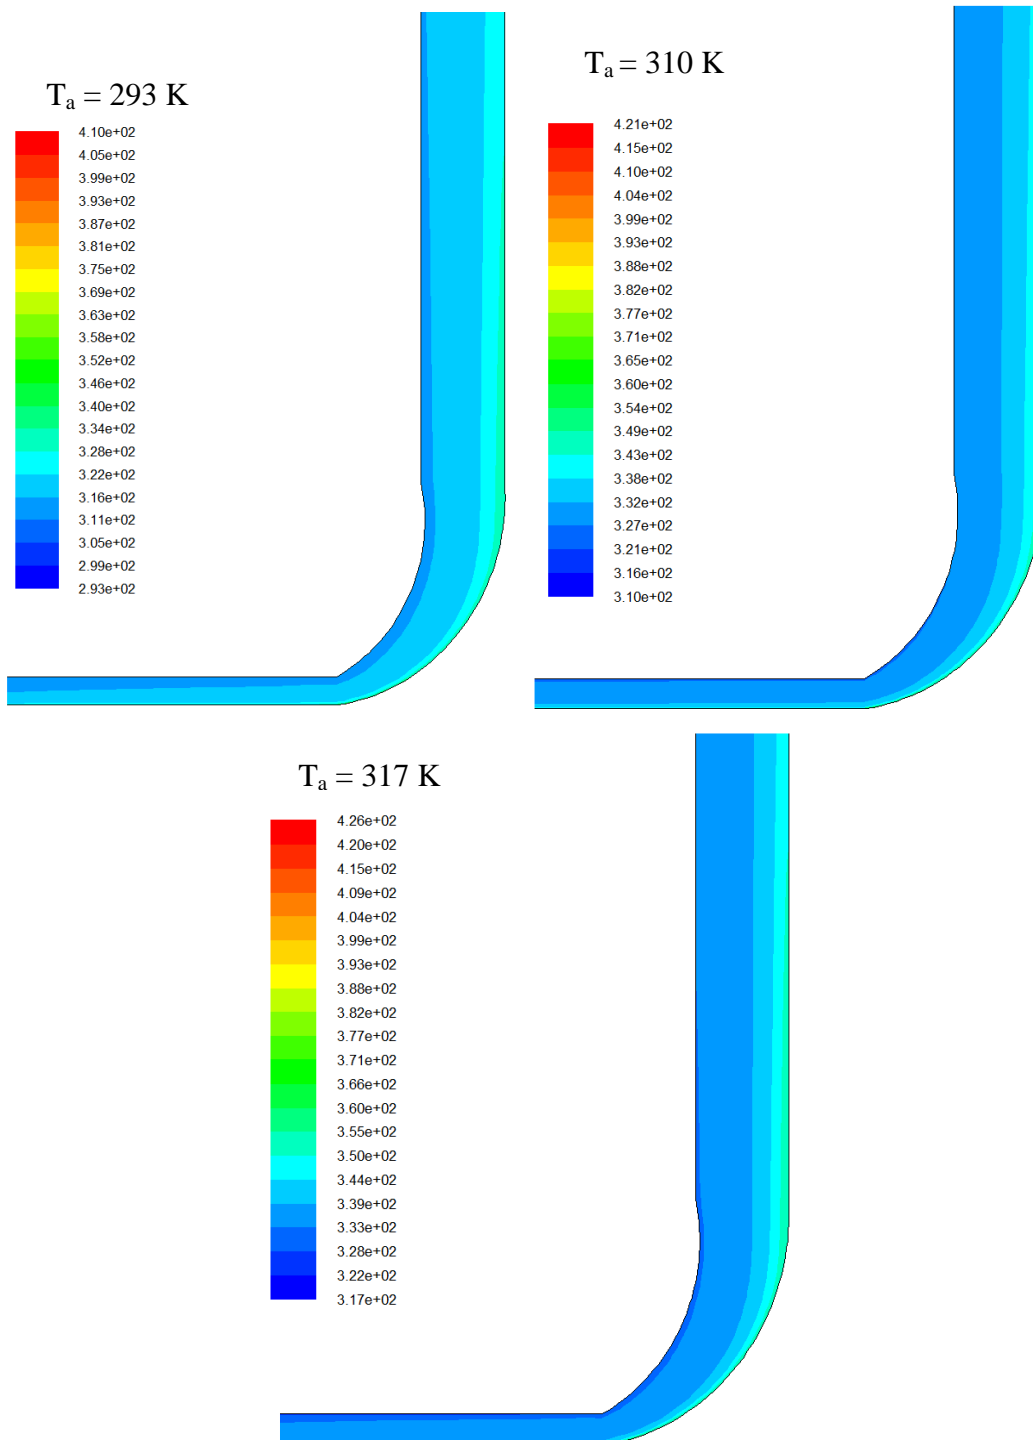 Tₐ = 293 K
4.10e+02
4.05e+02
3.99e+02
3.93e+02
3.87e+02
3.81e+02
3.75e+02
3.69e+02
3.63e+02
3.58e+02
3.52e+02
3.46e+02
3.40e+02
3.34e+02
3.28e+02
3.22e+02
3.16e+02
3.11e+02
3.05e+02
2.99e+02
2.93e+02
Tₐ = 310 K
4.21e+02
4.15e+02
4.10e+02
4.04e+02
3.99e+02
3.93e+02
3.88e+02
3.82e+02
3.77e+02
3.71e+02
3.65e+02
3.60e+02
3.54e+02
3.49e+02
3.43e+02
3.38e+02
3.32e+02
3.27e+02
3.21e+02
3.16e+02
3.10e+02
Tₐ = 317 K
4.26e+02
4.20e+02
4.15e+02
4.09e+02
4.04e+02
3.99e+02
3.93e+02
3.88e+02
3.82e+02
3.77e+02
3.71e+02
3.66e+02
3.60e+02
3.55e+02
3.50e+02
3.44e+02
3.39e+02
3.33e+02
3.28e+02
3.22e+02
3.17e+02